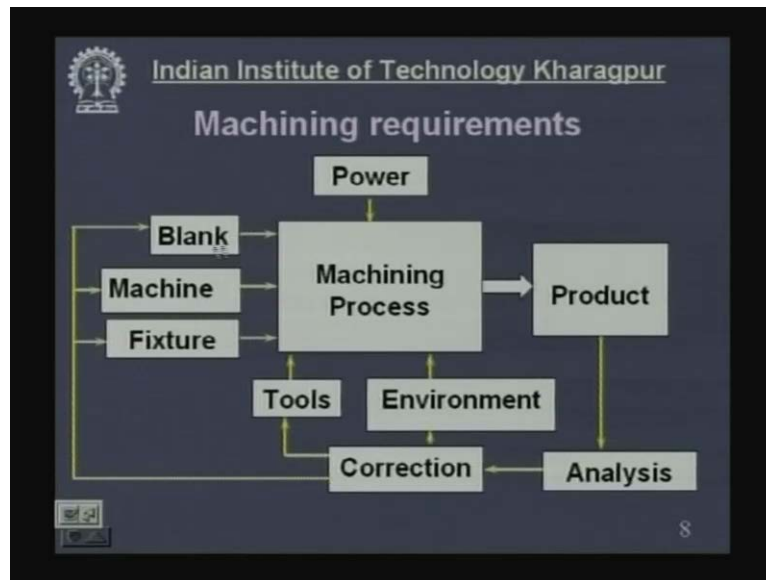 Indian Institute of Technology Kharagpur
Machining requirements
Power
Blank
Machine
Fixture
Machining
Process
Product
Tools
Environment
Correction
Analysis
8